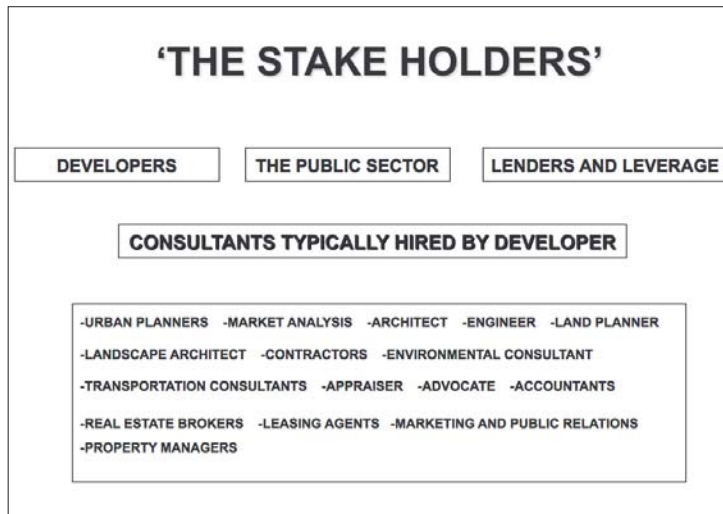 ‘THE STAKE HOLDERS’
DEVELOPERS THE PUBLIC SECTOR LENDERS AND LEVERAGE
CONSULTANTS TYPICALLY HIRED BY DEVELOPER
-URBAN PLANNERS -MARKET ANALYSIS -ARCHITECT -ENGINEER -LAND PLANNER
-LANDSCAPE ARCHITECT -CONTRACTORS -ENVIRONMENTAL CONSULTANT
-TRANSPORTATION CONSULTANTS -APPRAISER -ADVOCATE -ACCOUNTANTS
-REAL ESTATE BROKERS -LEASING AGENTS -MARKETING AND PUBLIC RELATIONS
-PROPERTY MANAGERS